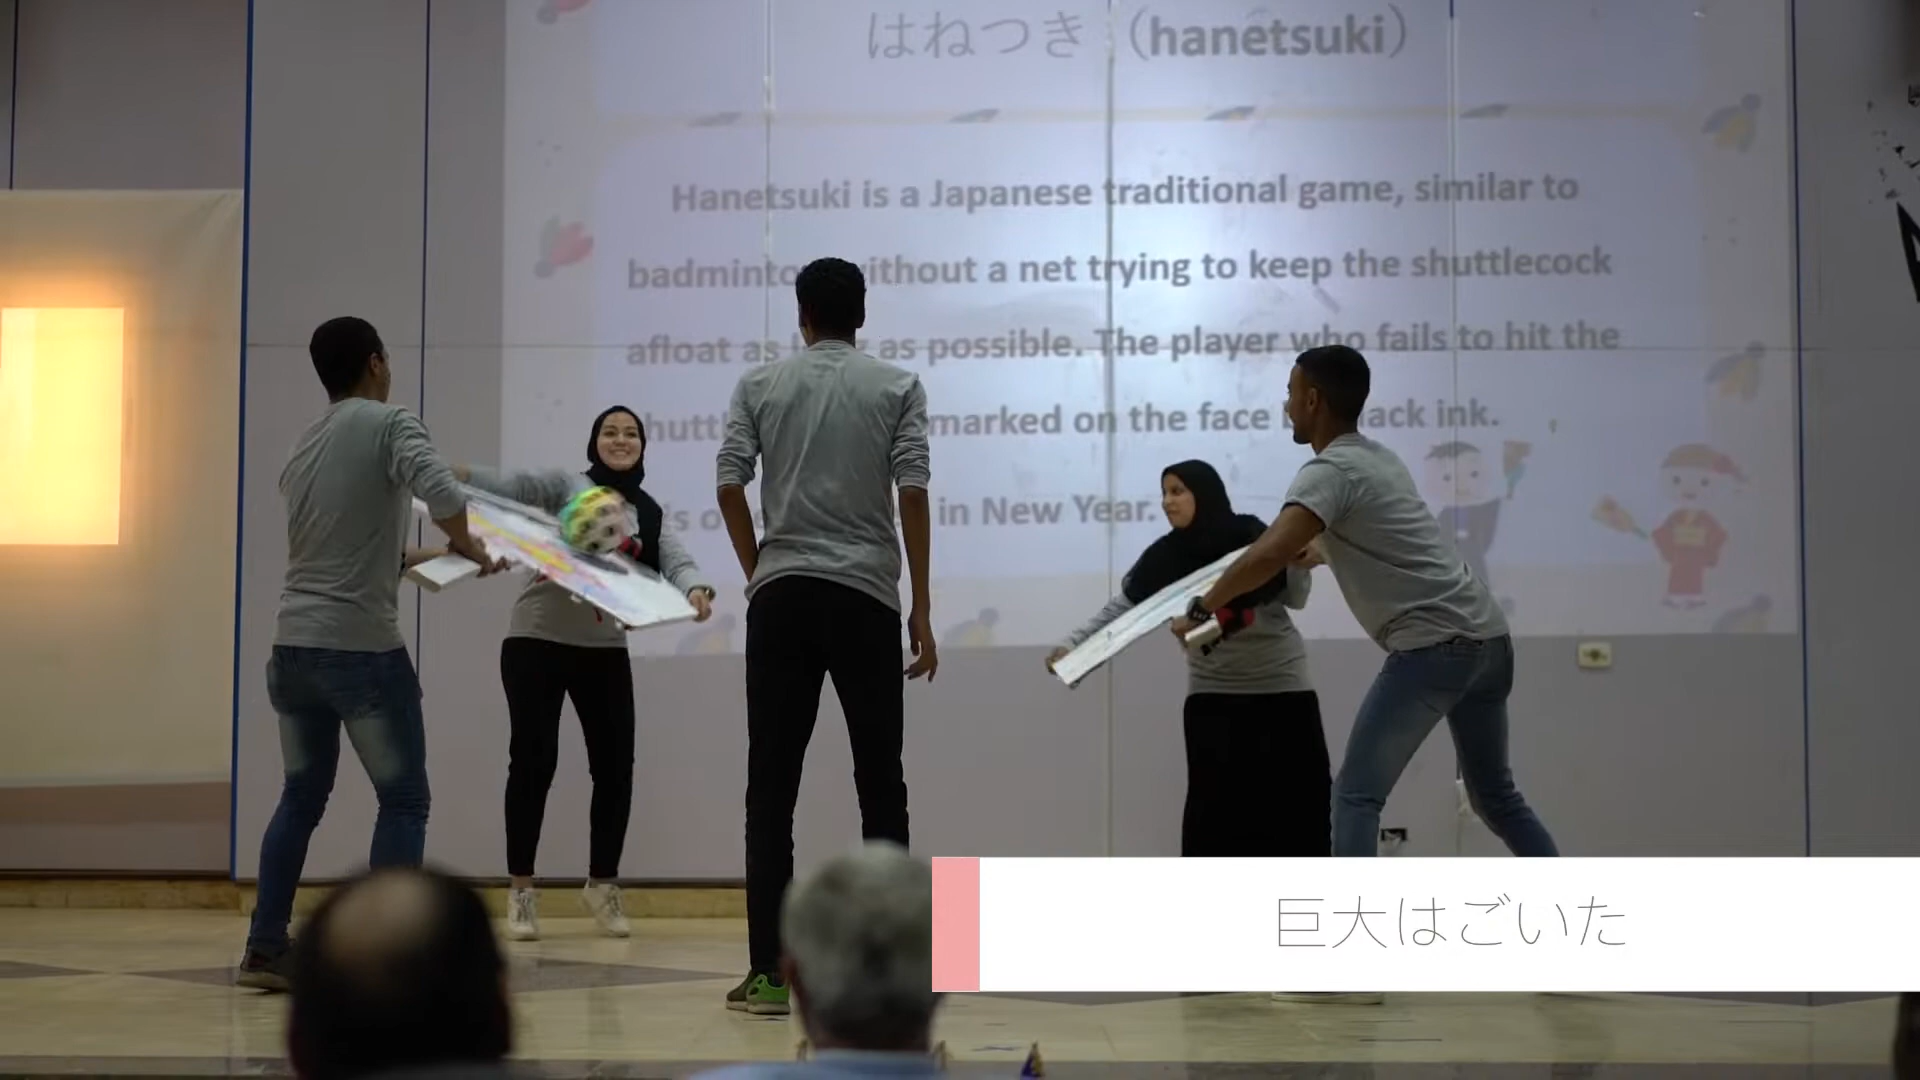 はねつき (hanetsuki)
Hanetsuki is a Japanese traditional game, similar to
badminton without a net trying to keep the shuttlecock
afloat as as possible. The player who fails to hit the
marked on the face black ink.
in New Year.
巨大はごいた